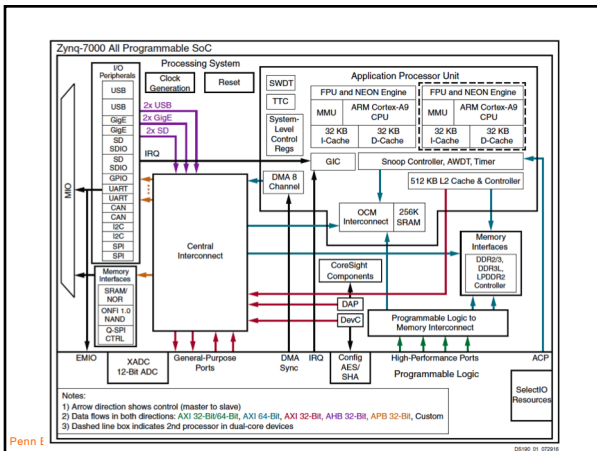 Zynq-7000 All Programmable SoC
I/O
Peripherals
USB
USB
GigE
GigE
SD
SDIO
SD
SDIO
GPIO
UART
UART
CAN
CAN
I2C
I2C
SPI
SPI
Memory
Interfaces
SRAM/
NOR
ONFI 1.0
NAND
Q-SPI
CTRL
MIO
Processing System
Clock
Generation
Reset
2x USB
2x GigE
2x SD
IRQ
Central
Interconnect
Application Processor Unit
SWDT
TTC
System-
Level
Control
Regs
FPU and NEON Engine
MMU
ARM Cortex-A9
CPU
32 KB
I-Cache
32 KB
D-Cache
FPU and NEON Engine
MMU
ARM Cortex-A9
CPU
32 KB
I-Cache
32 KB
D-Cache
GIC
Snoop Controller, AWDT, Timer
DMA 8
Channel
512 KB L2 Cache & Controller
OCM
Interconnect
256K
SRAM
Memory
Interfaces
DDR2/3,
DDR3L,
LPDDR2
Controller
CoreSight
Components
DAP
DevC
Programmable Logic to
Memory Interconnect
EMIO
XADC
12-Bit ADC
General-Purpose
Ports
DMA
Sync
IRQ
Config
AES/
SHA
High-Performance Ports
ACP
Programmable Logic
SelectIO
Resources
Notes:
1) Arrow direction shows control (master to slave)
2) Data flows in both directions: AXI 32-Bit/64-Bit, AXI 64-Bit, AXI 32-Bit, AHB 32-Bit, APB 32-Bit, Custom
3) Dashed line box indicates 2nd processor in dual-core devices
Penn
DS190_01_072916